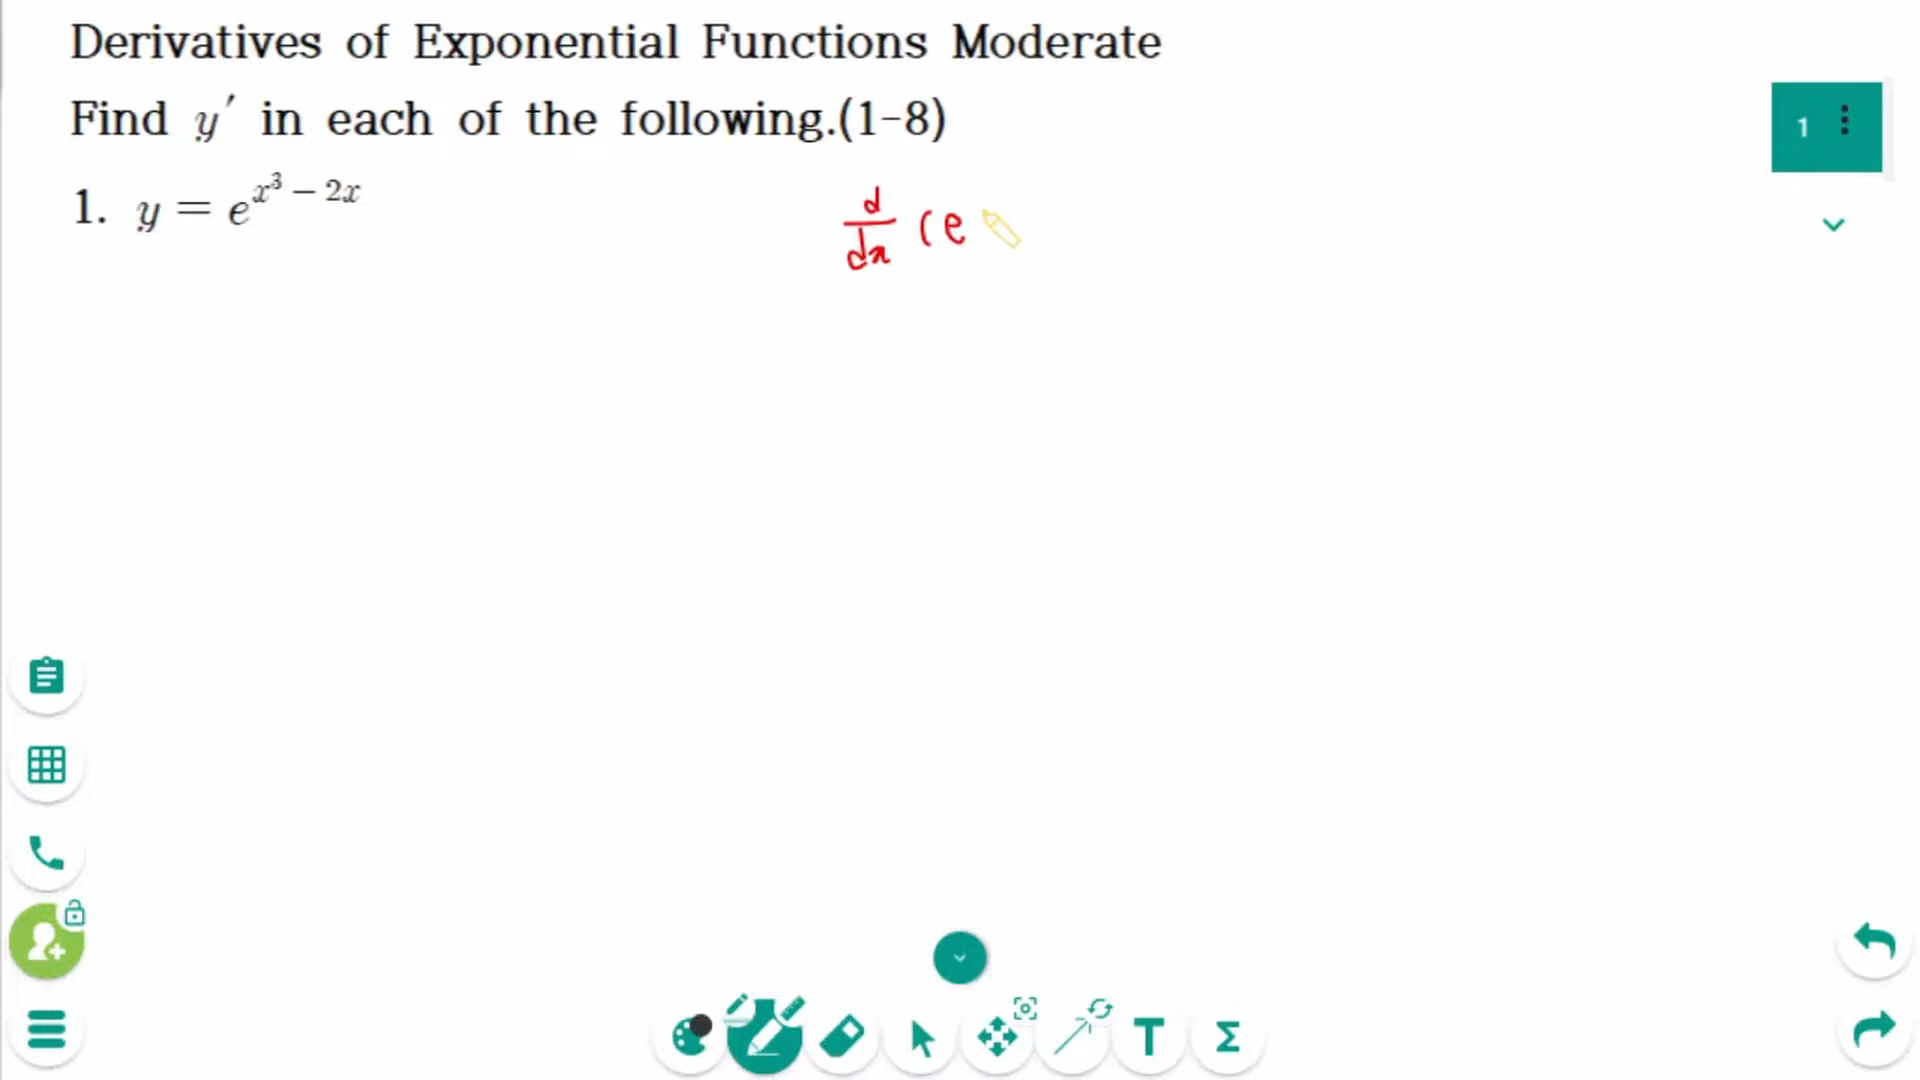 Derivatives of Exponential Functions Moderate
Find y′ in each of the following.(1-8)
1. y = e^{x^3 − 2x}
d/dx (e
1
T
Σ